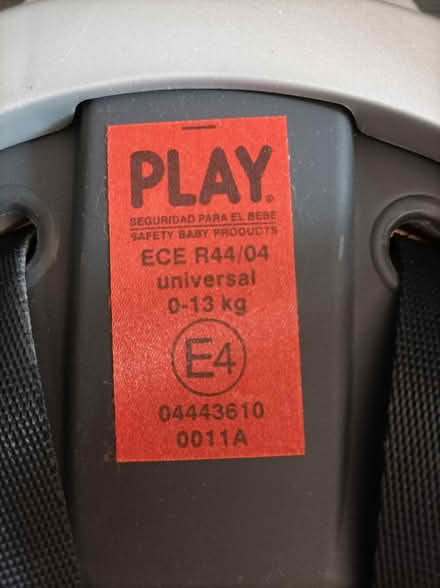 PLAY®
SEGURIDAD PARA EL BEBE
SAFETY BABY PRODUCTS
ECE R44/04
universal
0-13 kg
E4
04443610
0011A